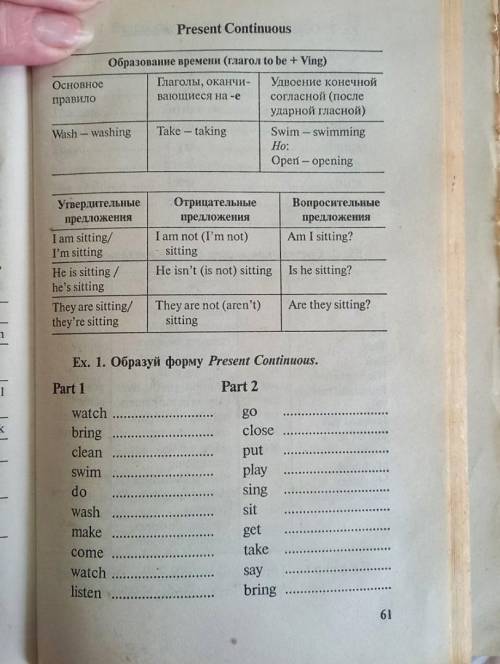 Present Continuous
Образование времени (глагол to be + Ving)
Основное правило
Глаголы, оканчи-
вающиеся на -е
Удвоение конечной
согласной (после
ударной гласной)
Wash – washing
Take – taking
Swim – swimming
Но:
Open – opening
Утвердительные
предложения
Отрицательные
предложения
Вопросительные
предложения
I am sitting/
I'm sitting
I am not (I'm not)
sitting
Am I sitting?
He is sitting /
he's sitting
He isn't (is not) sitting
Is he sitting?
They are sitting/
they're sitting
They are not (aren't)
sitting
Are they sitting?
Ex. 1. Образуй форму Present Continuous.
Part 1
watch ........................
bring ........................
clean ........................
swim ........................
do ........................
wash ........................
make ........................
come ........................
watch ........................
listen ........................
Part 2
go ........................
close ........................
put ........................
play ........................
sing ........................
sit ........................
get ........................
take ........................
say ........................
bring ........................
61